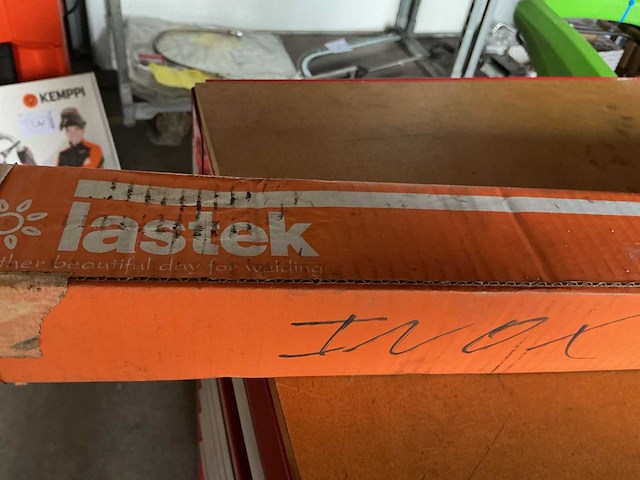 KEMPPI
lastek
ther beautiful day for welding
INOX